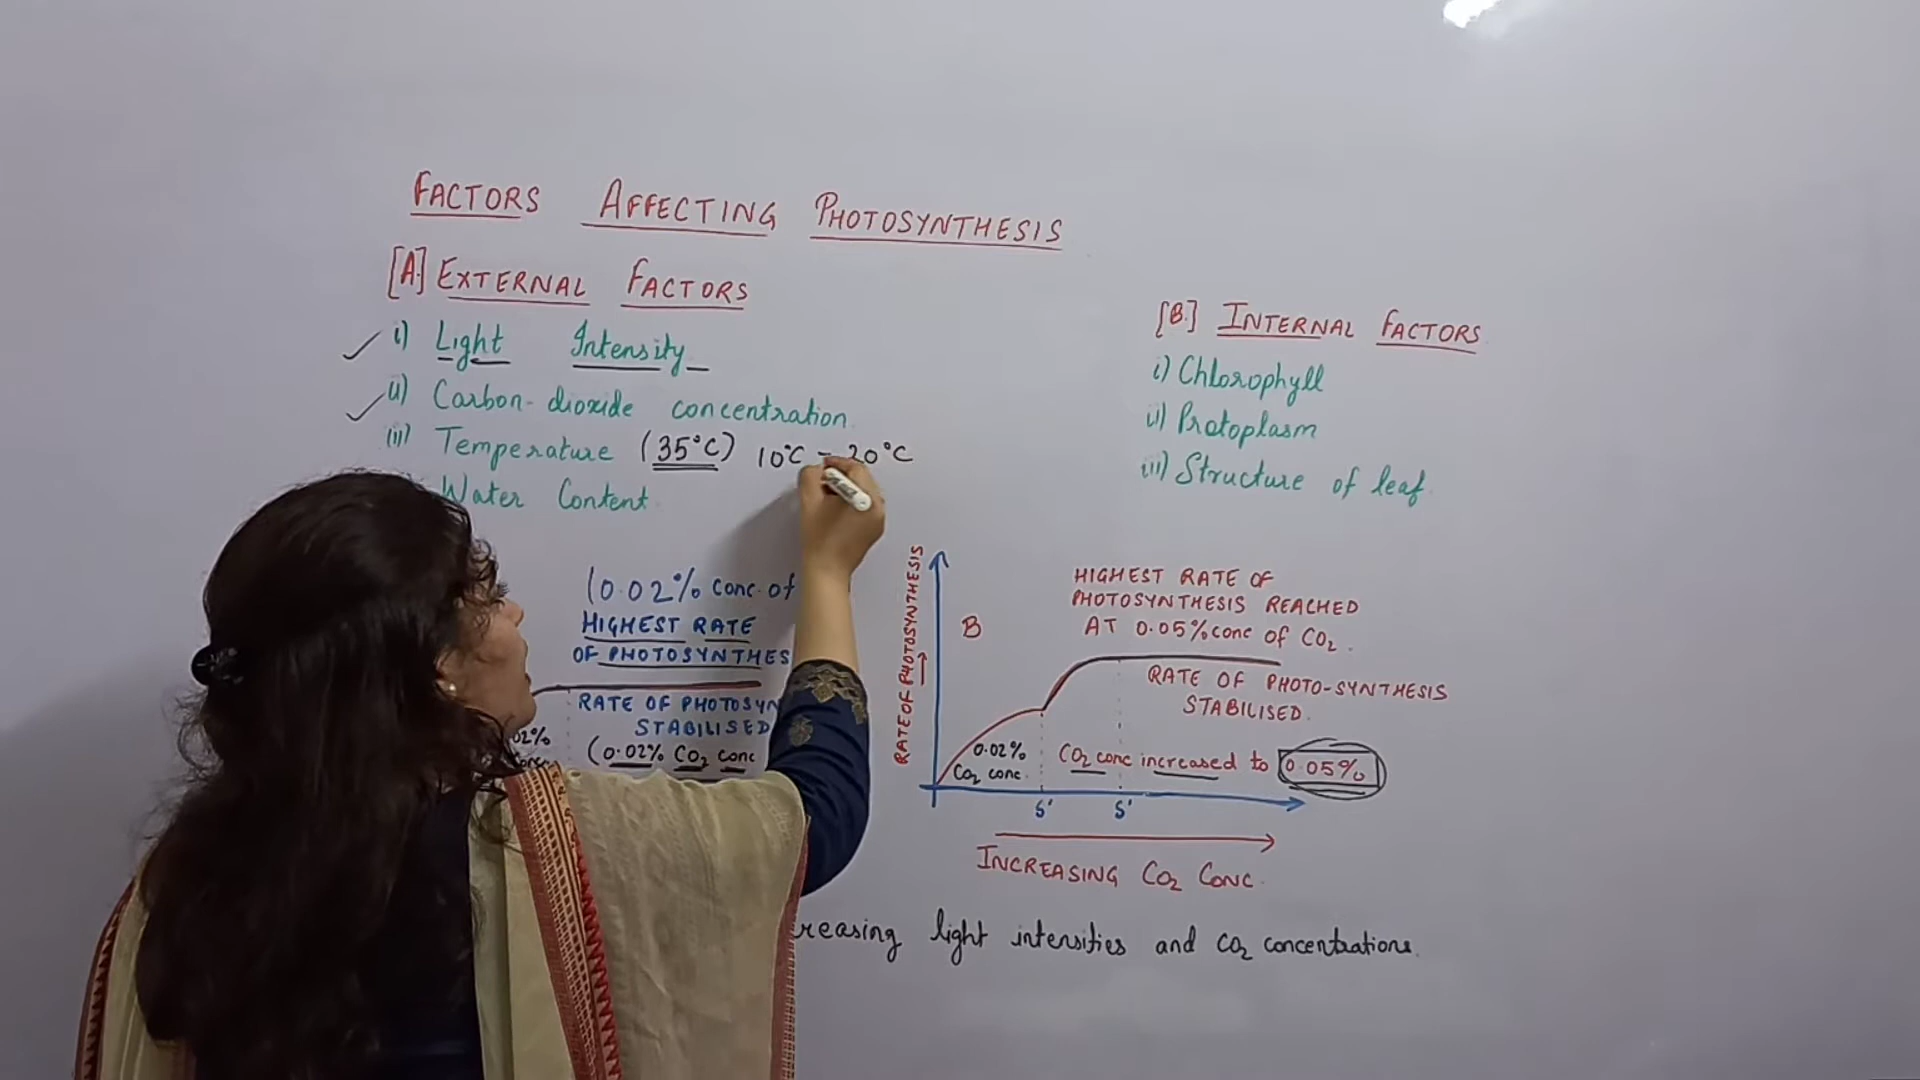 FACTORS AFFECTING PHOTOSYNTHESIS
[A.] EXTERNAL FACTORS
i) Light Intensity
ii) Carbon-dioxide concentration
iii) Temperature (35°C) 10°C - 20°C
Water Content
[B.] INTERNAL FACTORS
i) Chlorophyll
ii) Protoplasm
iii) Structure of leaf
(0.02% conc. of
HIGHEST RATE
OF PHOTOSYNTHES
RATE OF PHOTOSYN
STABILISED
(0.02% CO₂ conc
RATE OF PHOTOSYNTHESIS →
B
HIGHEST RATE OF
PHOTOSYNTHESIS REACHED
AT 0.05% conc of CO₂.
RATE OF PHOTO-SYNTHESIS
STABILISED.
0.02%
CO₂ conc.
CO₂ conc increased to 0.05%
S' S'
INCREASING CO₂ CONC.
reasing light intensities and CO₂ concentrations.